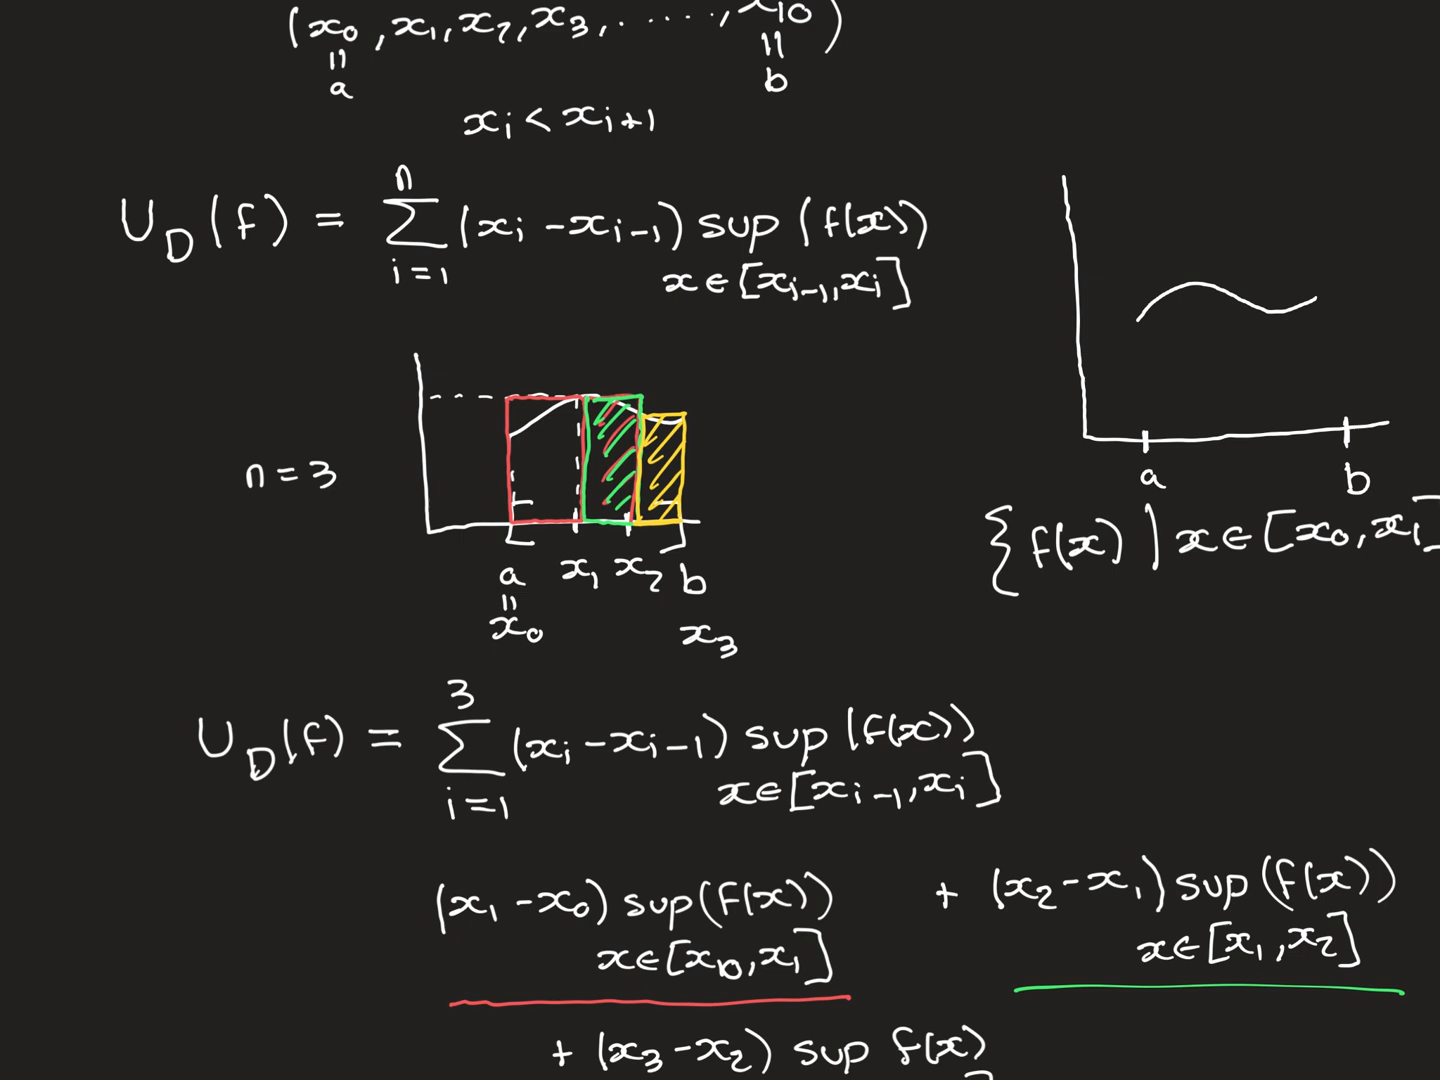 (x₀, x₁, x₂, x₃, ......, x₁₀)
= =
a b
xᵢ < xᵢ₊₁
n
U_D(f) = Σ (xᵢ - xᵢ₋₁) sup (f(x))
i=1 x ∈ [xᵢ₋₁, xᵢ]
n = 3
a x₁ x₂ b
=
x₀ x₃
a b
{ f(x) | x ∈ [x₀, x₁]
3
U_D(f) = Σ (xᵢ - xᵢ₋₁) sup (f(x))
i=1 x ∈ [xᵢ₋₁, xᵢ]
(x₁ - x₀) sup (f(x)) + (x₂ - x₁) sup (f(x))
x ∈ [x₀, x₁] x ∈ [x₁, x₂]
+ (x₃ - x₂) sup f(x)